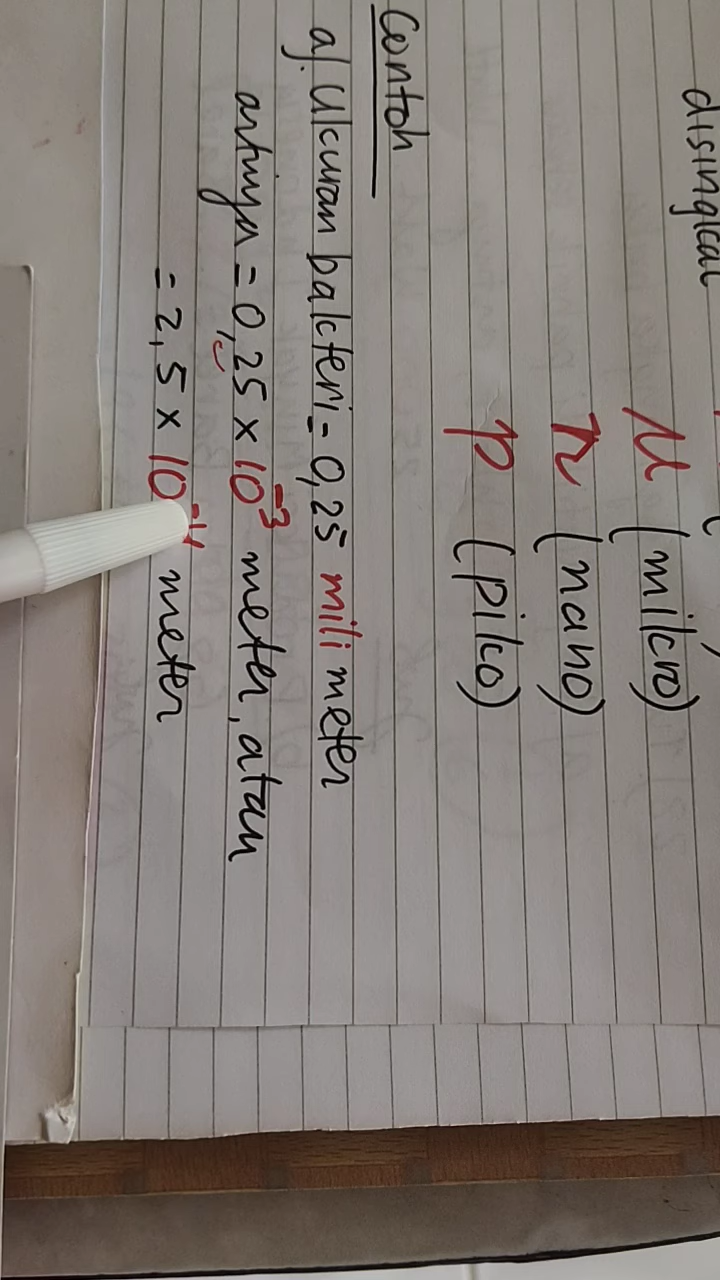 disingkat
μ (mikro)
n (nano)
p (piko)
Contoh
a). Ukuran bakteri = 0,25 mili meter
artinya = 0,25 x 10⁻³ meter, atau
= 2,5 x 10⁻⁴ meter